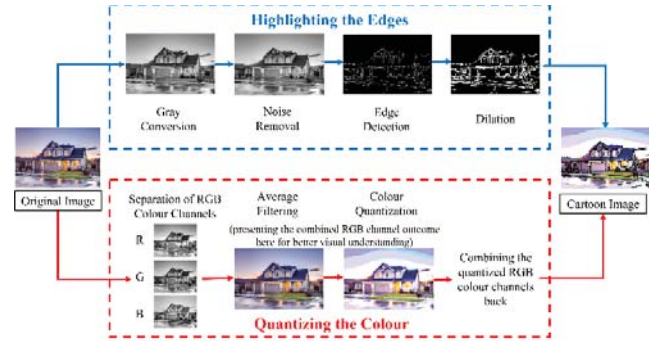 Highlighting the Edges
Gray
Conversion
Noise
Removal
Edge
Detection
Dilation
Original Image
Cartoon Image
Separation of RGB
Colour Channels
R
G
B
Average
Filtering
Colour
Quantization
(presenting the combined RGB channel outcome
here for better visual understanding)
Combining the
quantized RGB
colour channels
back
Quantizing the Colour